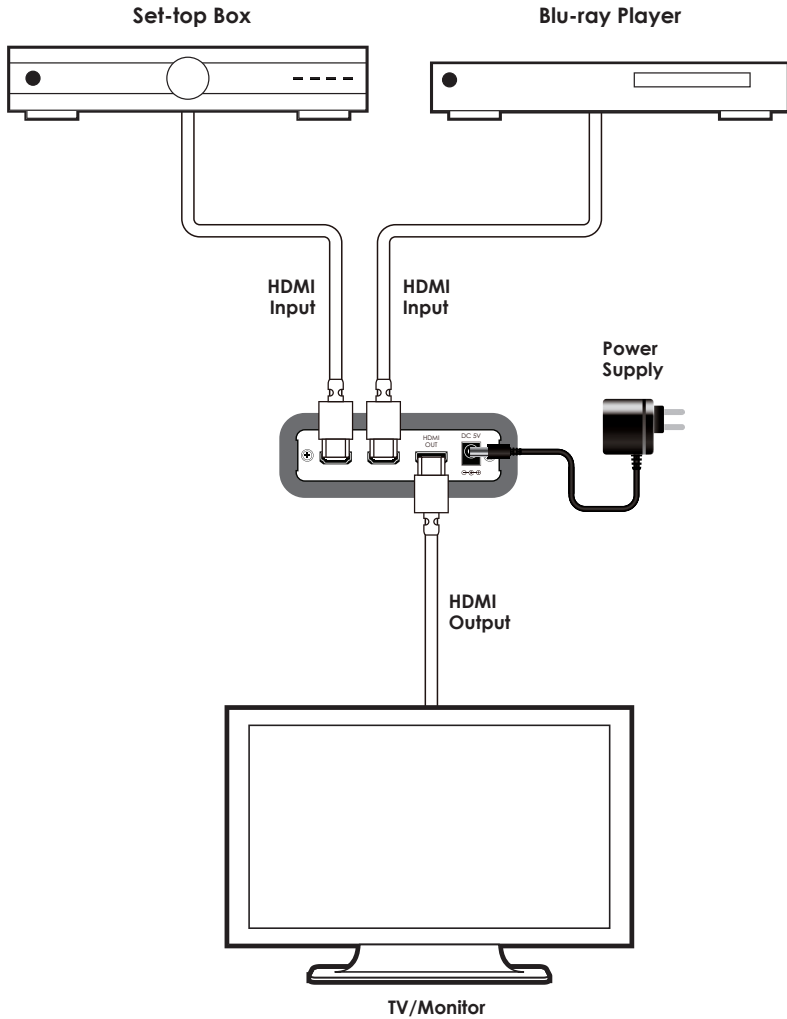 Set-top Box
Blu-ray Player
HDMI
Input
HDMI
Input
Power
Supply
HDMI
OUT
DC 5V
HDMI
Output
TV/Monitor